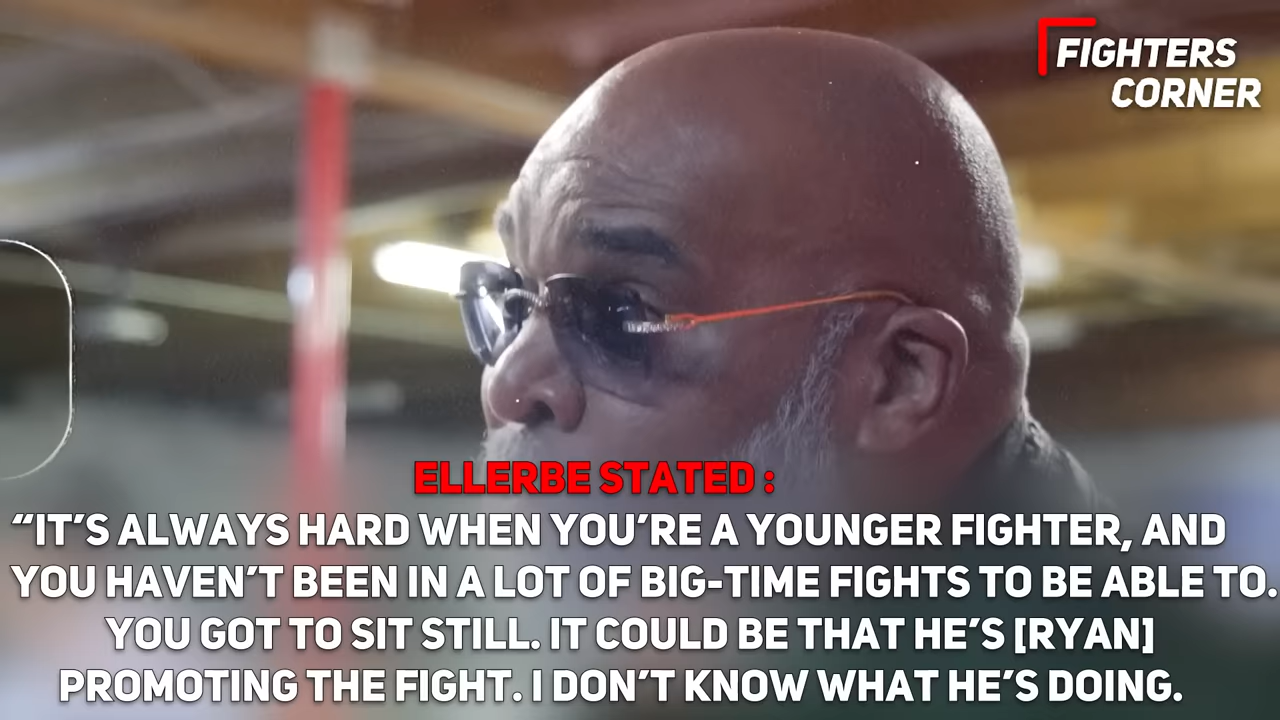 FIGHTERS
CORNER
ELLERBE STATED :
“IT’S ALWAYS HARD WHEN YOU’RE A YOUNGER FIGHTER, AND
YOU HAVEN’T BEEN IN A LOT OF BIG-TIME FIGHTS TO BE ABLE TO.
YOU GOT TO SIT STILL. IT COULD BE THAT HE’S [RYAN]
PROMOTING THE FIGHT. I DON’T KNOW WHAT HE’S DOING.